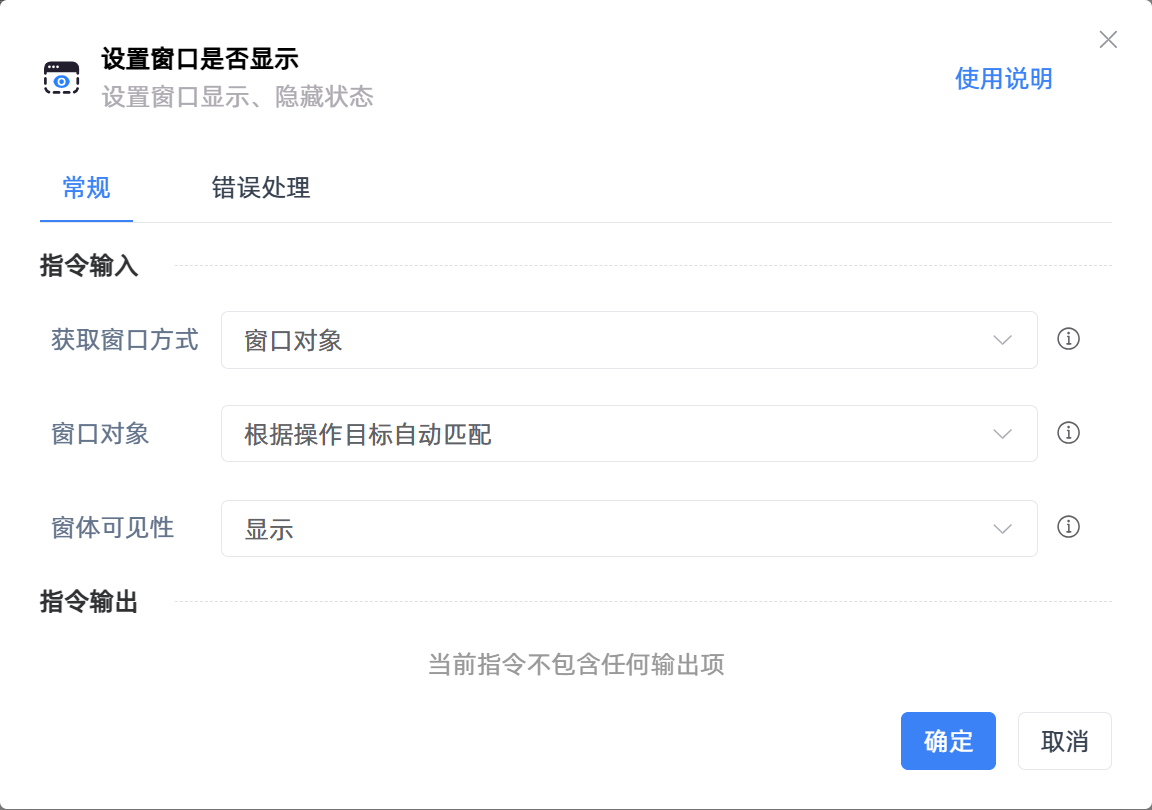 设置窗口是否显示
设置窗口显示、隐藏状态
使用说明
常规
错误处理
指令输入
获取窗口方式
窗口对象
窗口对象
根据操作目标自动匹配
窗体可见性
显示
指令输出
当前指令不包含任何输出项
确定
取消